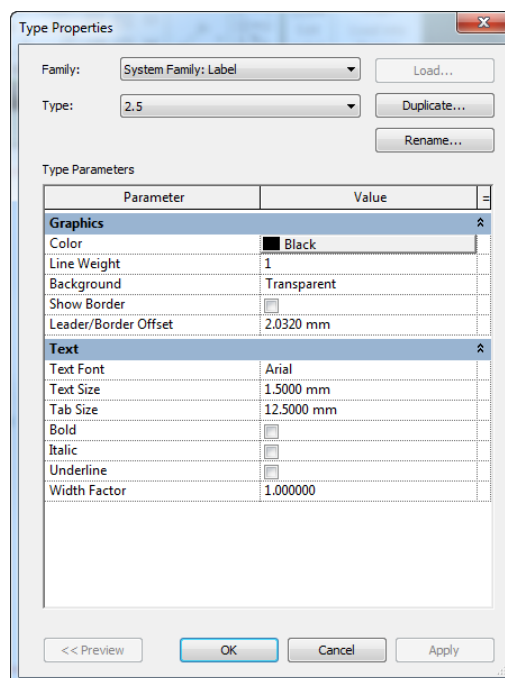 Type Properties
Family: System Family: Label Load...
Type: 2.5 Duplicate...
Rename...
Type Parameters
Parameter Value =
Graphics
Color Black
Line Weight 1
Background Transparent
Show Border
Leader/Border Offset 2.0320 mm
Text
Text Font Arial
Text Size 1.5000 mm
Tab Size 12.5000 mm
Bold
Italic
Underline
Width Factor 1.000000
<< Preview OK Cancel Apply